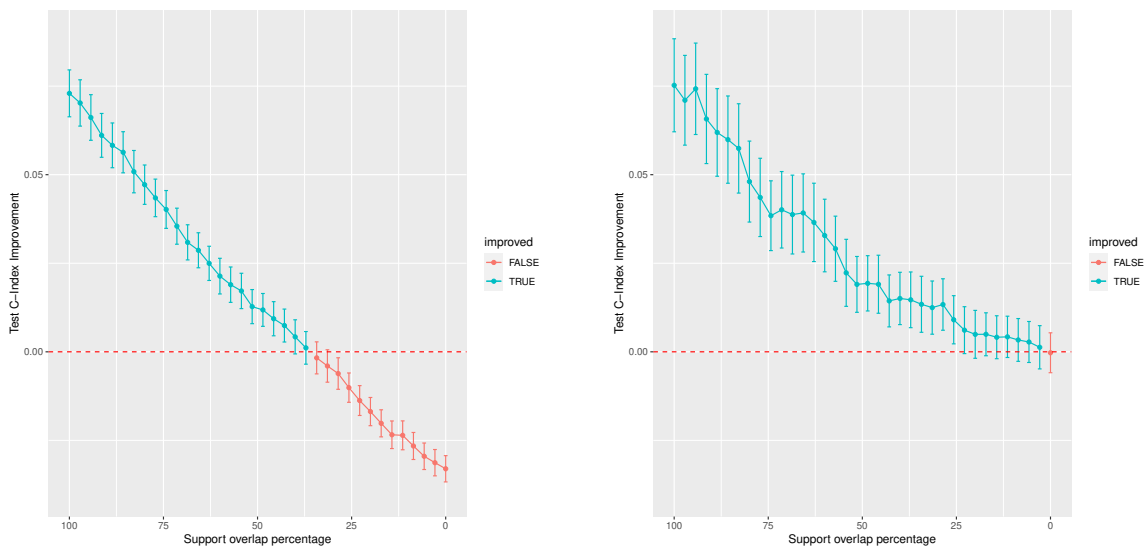 0.05
0.00
Test C−Index Improvement
100
75
50
25
0
Support overlap percentage
improved
FALSE
TRUE
0.05
0.00
Test C−Index Improvement
100
75
50
25
0
Support overlap percentage
improved
FALSE
TRUE